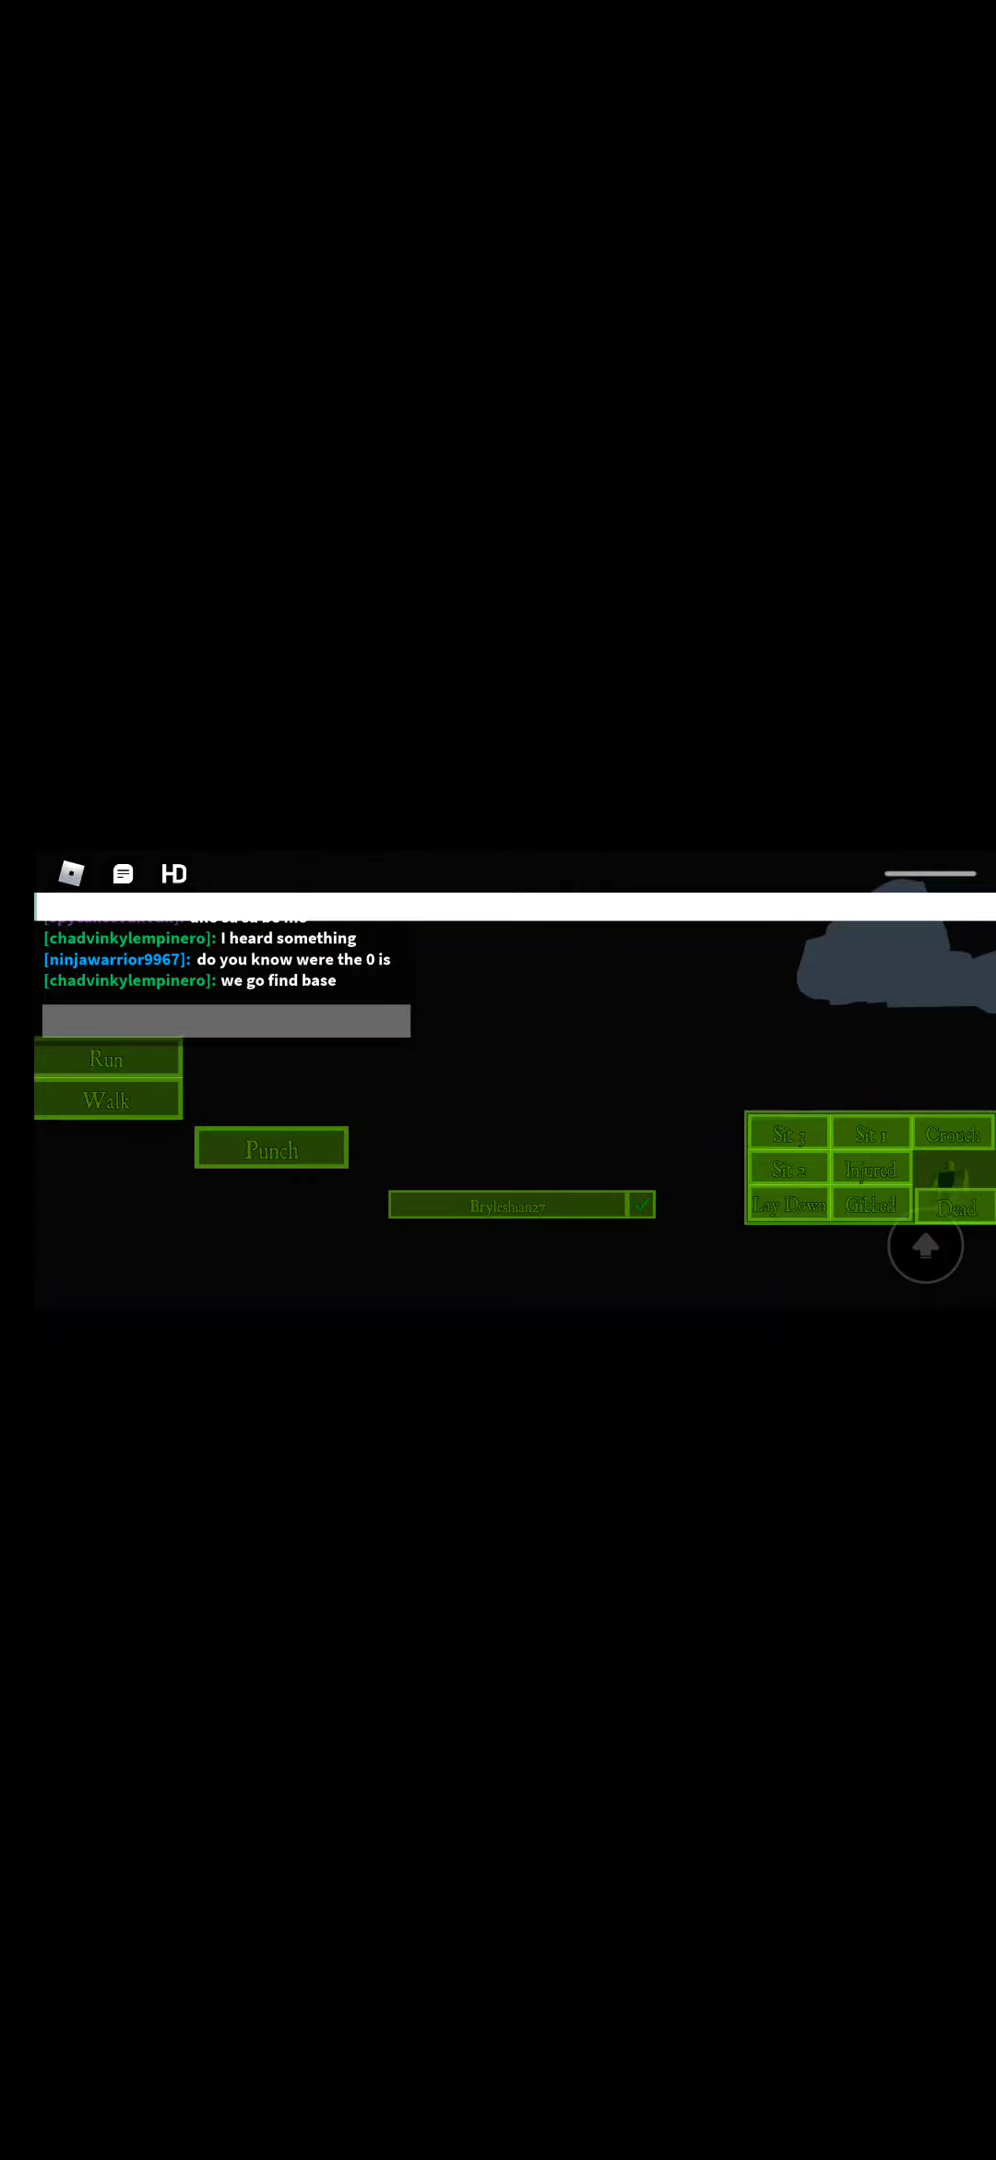 HD
[chadvinkylempinero]: I heard something
[ninjawarrior9967]: do you know were the 0 is
[chadvinkylempinero]: we go find base
Run
Walk
Punch
Bryleshian27
Sit 3 Sit 1 Crouch
Sit 2 Injured
Lay Down Gibbed Dead